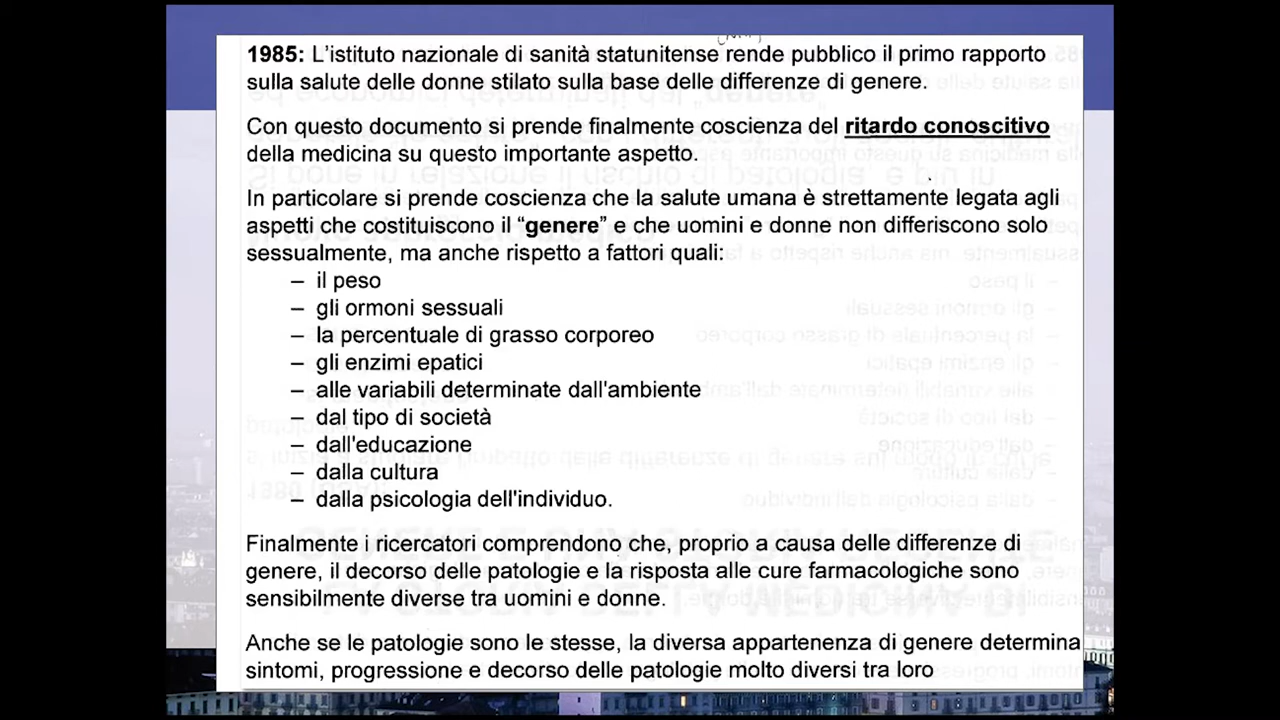 1985: L'istituto nazionale di sanità statunitense rende pubblico il primo rapporto
sulla salute delle donne stilato sulla base delle differenze di genere.
Con questo documento si prende finalmente coscienza del ritardo conoscitivo
della medicina su questo importante aspetto.
In particolare si prende coscienza che la salute umana è strettamente legata agli
aspetti che costituiscono il “genere” e che uomini e donne non differiscono solo
sessualmente, ma anche rispetto a fattori quali:
– il peso
– gli ormoni sessuali
– la percentuale di grasso corporeo
– gli enzimi epatici
– alle variabili determinate dall'ambiente
– dal tipo di società
– dall'educazione
– dalla cultura
– dalla psicologia dell'individuo.
Finalmente i ricercatori comprendono che, proprio a causa delle differenze di
genere, il decorso delle patologie e la risposta alle cure farmacologiche sono
sensibilmente diverse tra uomini e donne.
Anche se le patologie sono le stesse, la diversa appartenenza di genere determina
sintomi, progressione e decorso delle patologie molto diversi tra loro